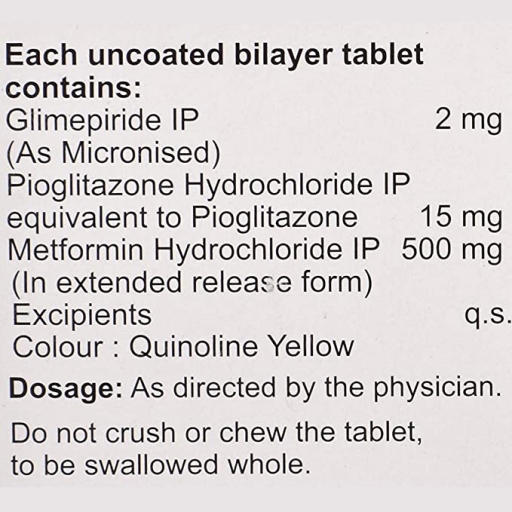 Each uncoated bilayer tablet
contains:
Glimepiride IP 2 mg
(As Micronised)
Pioglitazone Hydrochloride IP
equivalent to Pioglitazone 15 mg
Metformin Hydrochloride IP 500 mg
(In extended release form)
Excipients q.s.
Colour : Quinoline Yellow
Dosage: As directed by the physician.
Do not crush or chew the tablet,
to be swallowed whole.